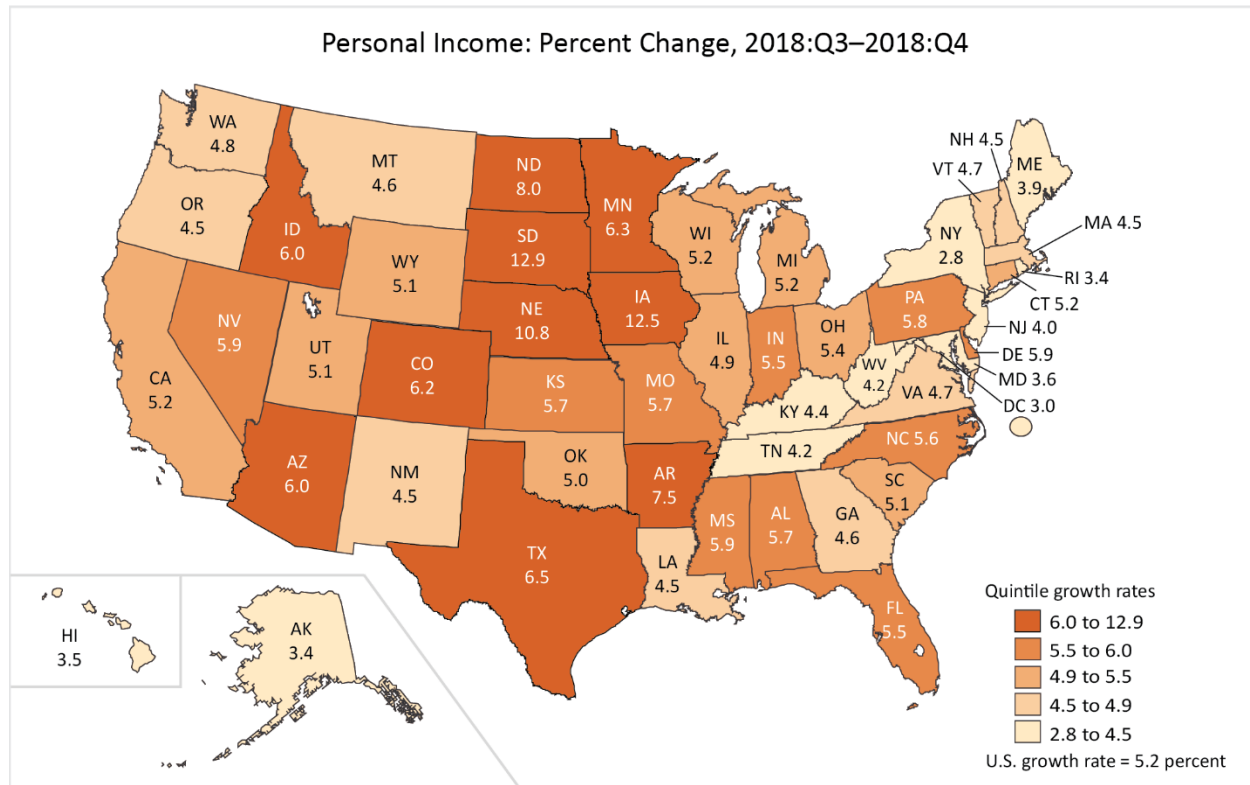 Personal Income: Percent Change, 2018:Q3–2018:Q4
WA
4.8
MT
4.6
ND
8.0
MN
6.3
NH 4.5
VT 4.7
ME
3.9
OR
4.5
ID
6.0
SD
12.9
WI
5.2
MI
5.2
NY
2.8
MA 4.5
RI 3.4
CT 5.2
WY
5.1
NE
10.8
IA
12.5
PA
5.8
NJ 4.0
NV
5.9
UT
5.1
CO
6.2
IL
4.9
IN
5.5
OH
5.4
DE 5.9
MD 3.6
DC 3.0
CA
5.2
KS
5.7
MO
5.7
WV
4.2
VA 4.7
KY 4.4
AZ
6.0
NM
4.5
OK
5.0
AR
7.5
TN 4.2
NC 5.6
SC
5.1
TX
6.5
LA
4.5
MS
5.9
AL
5.7
GA
4.6
FL
5.5
HI
3.5
AK
3.4
Quintile growth rates
6.0 to 12.9
5.5 to 6.0
4.9 to 5.5
4.5 to 4.9
2.8 to 4.5
U.S. growth rate = 5.2 percent